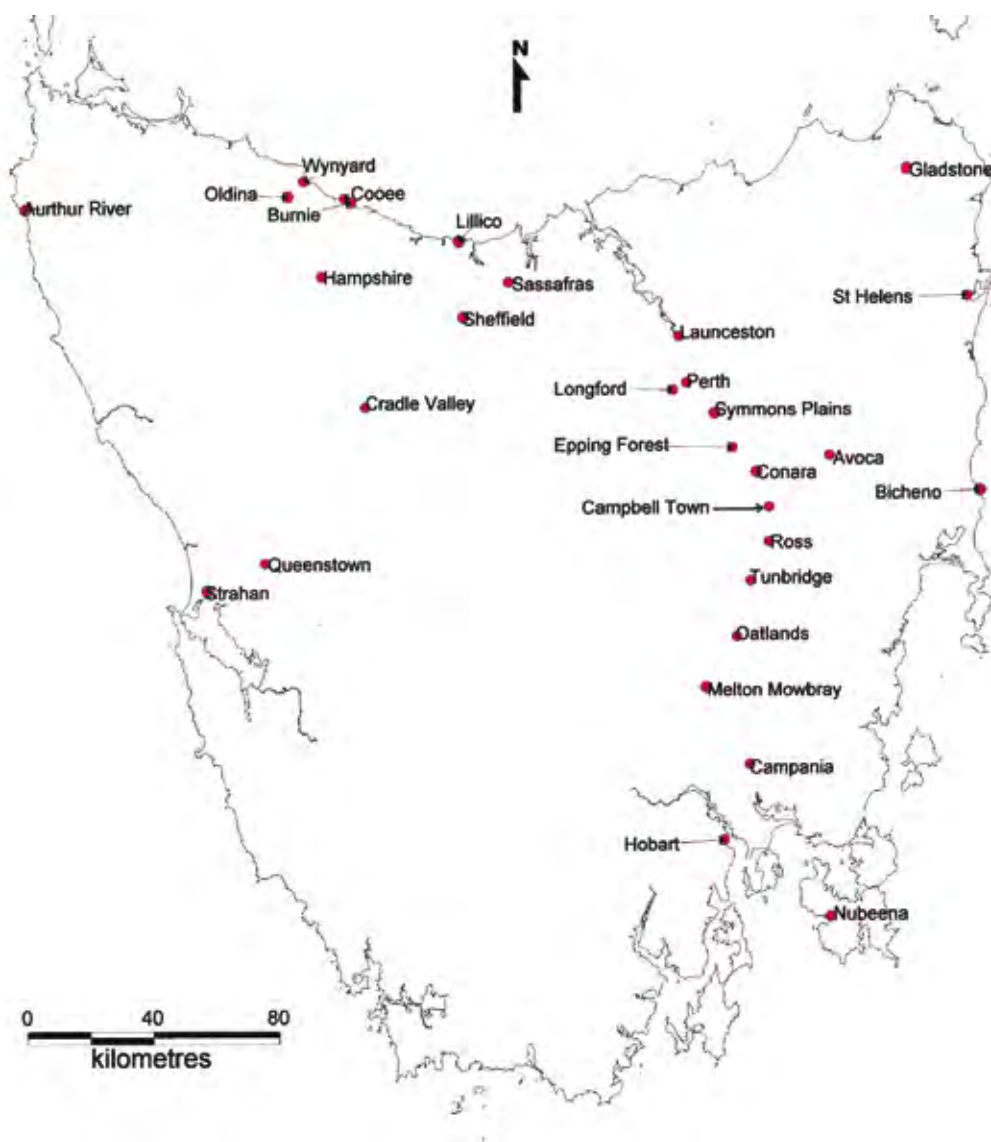 N
Wynyard
Gladstone
Oldina
Cooee
Burnie
Aurthur River
Lillico
Hampshire
Sassafras
St Helens
Sheffield
Launceston
Perth
Longford
Cradle Valley
Symmons Plains
Epping Forest
Avoca
Conara
Bicheno
Campbell Town
Ross
Queenstown
Tunbridge
Strahan
Oatlands
Melton Mowbray
Campania
Hobart
Nubeena
0 40 80
kilometres